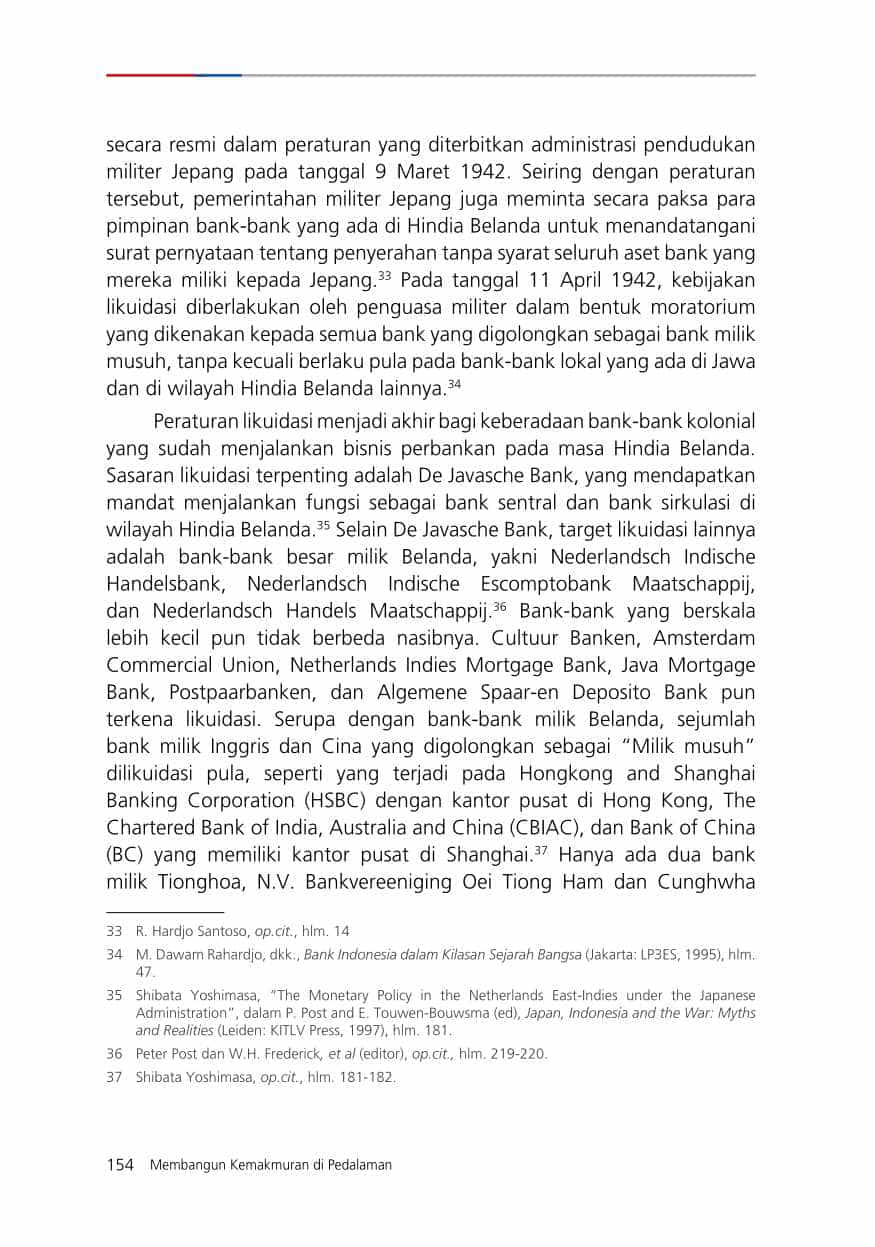 secara resmi dalam peraturan yang diterbitkan administrasi pendudukan
militer Jepang pada tanggal 9 Maret 1942. Seiring dengan peraturan
tersebut, pemerintahan militer Jepang juga meminta secara paksa para
pimpinan bank-bank yang ada di Hindia Belanda untuk menandatangani
surat pernyataan tentang penyerahan tanpa syarat seluruh aset bank yang
mereka miliki kepada Jepang.³³ Pada tanggal 11 April 1942, kebijakan
likuidasi diberlakukan oleh penguasa militer dalam bentuk moratorium
yang dikenakan kepada semua bank yang digolongkan sebagai bank milik
musuh, tanpa kecuali berlaku pula pada bank-bank lokal yang ada di Jawa
dan di wilayah Hindia Belanda lainnya.³⁴
Peraturan likuidasi menjadi akhir bagi keberadaan bank-bank kolonial
yang sudah menjalankan bisnis perbankan pada masa Hindia Belanda.
Sasaran likuidasi terpenting adalah De Javasche Bank, yang mendapatkan
mandat menjalankan fungsi sebagai bank sentral dan bank sirkulasi di
wilayah Hindia Belanda.³⁵ Selain De Javasche Bank, target likuidasi lainnya
adalah bank-bank besar milik Belanda, yakni Nederlandsch Indische
Handelsbank, Nederlandsch Indische Escomptobank Maatschappij,
dan Nederlandsch Handels Maatschappij.³⁶ Bank-bank yang berskala
lebih kecil pun tidak berbeda nasibnya. Cultuur Banken, Amsterdam
Commercial Union, Netherlands Indies Mortgage Bank, Java Mortgage
Bank, Postpaarbanken, dan Algemene Spaar-en Deposito Bank pun
terkena likuidasi. Serupa dengan bank-bank milik Belanda, sejumlah
bank milik Inggris dan Cina yang digolongkan sebagai “Milik musuh”
dilikuidasi pula, seperti yang terjadi pada Hongkong and Shanghai
Banking Corporation (HSBC) dengan kantor pusat di Hong Kong, The
Chartered Bank of India, Australia and China (CBIAC), dan Bank of China
(BC) yang memiliki kantor pusat di Shanghai.³⁷ Hanya ada dua bank
milik Tionghoa, N.V. Bankvereeniging Oei Tiong Ham dan Cunghwha
33 R. Hardjo Santoso, op.cit., hlm. 14
34 M. Dawam Rahardjo, dkk., Bank Indonesia dalam Kilasan Sejarah Bangsa (Jakarta: LP3ES, 1995), hlm.
47.
35 Shibata Yoshimasa, “The Monetary Policy in the Netherlands East-Indies under the Japanese
Administration”, dalam P. Post and E. Touwen-Bouwsma (ed), Japan, Indonesia and the War: Myths
and Realities (Leiden: KITLV Press, 1997), hlm. 181.
36 Peter Post dan W.H. Frederick, et al (editor), op.cit., hlm. 219-220.
37 Shibata Yoshimasa, op.cit., hlm. 181-182.
154 Membangun Kemakmuran di Pedalaman